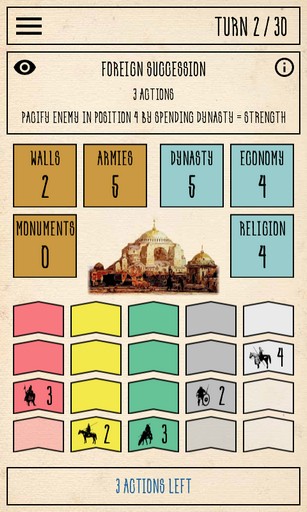 TURN 2 / 30
FOREIGN SUCCESSION
3 ACTIONS
PACIFY ENEMY IN POSITION 4 BY SPENDING DYNASTY = STRENGTH
WALLS
2
ARMIES
5
DYNASTY
5
ECONOMY
4
MONUMENTS
0
RELIGION
4
4
3
2
2
3
3 ACTIONS LEFT